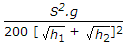 S².g
200 [ √h₁ + √h₂]²